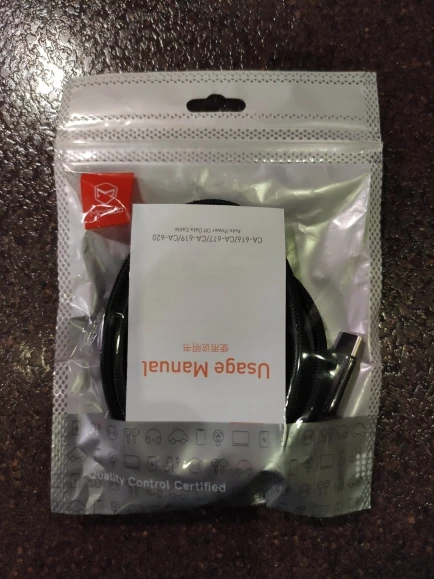 Usage Manual
使用说明书
Auto Power Off Data Cable
CA-616/CA-617/CA-619/CA-620
Quality Control Certified